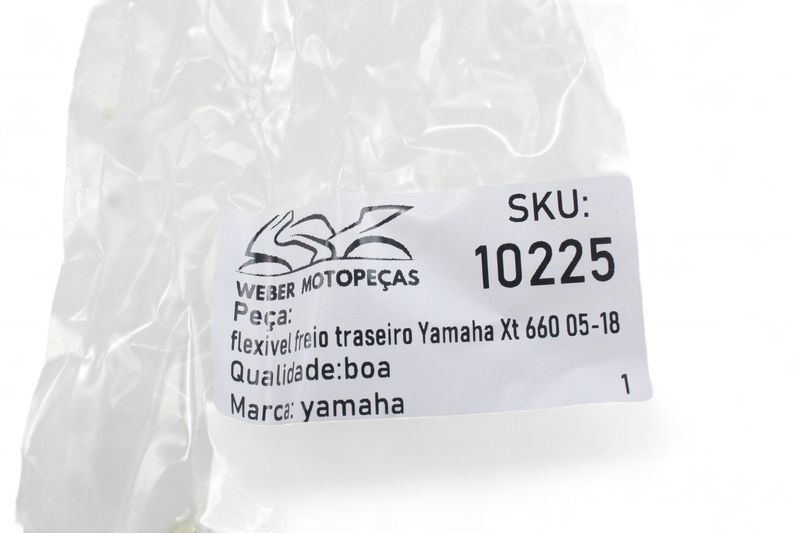 SKU:
10225
WEBER MOTOPEÇAS
Peça:
flexivel freio traseiro Yamaha Xt 660 05-18
Qualidade:boa
Marca: yamaha
1